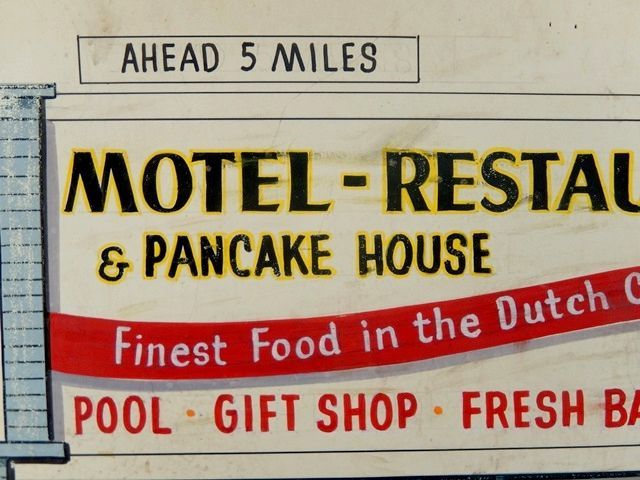 AHEAD 5 MILES
MOTEL - RESTAU
& PANCAKE HOUSE
Finest Food in the Dutch C
POOL · GIFT SHOP · FRESH BA